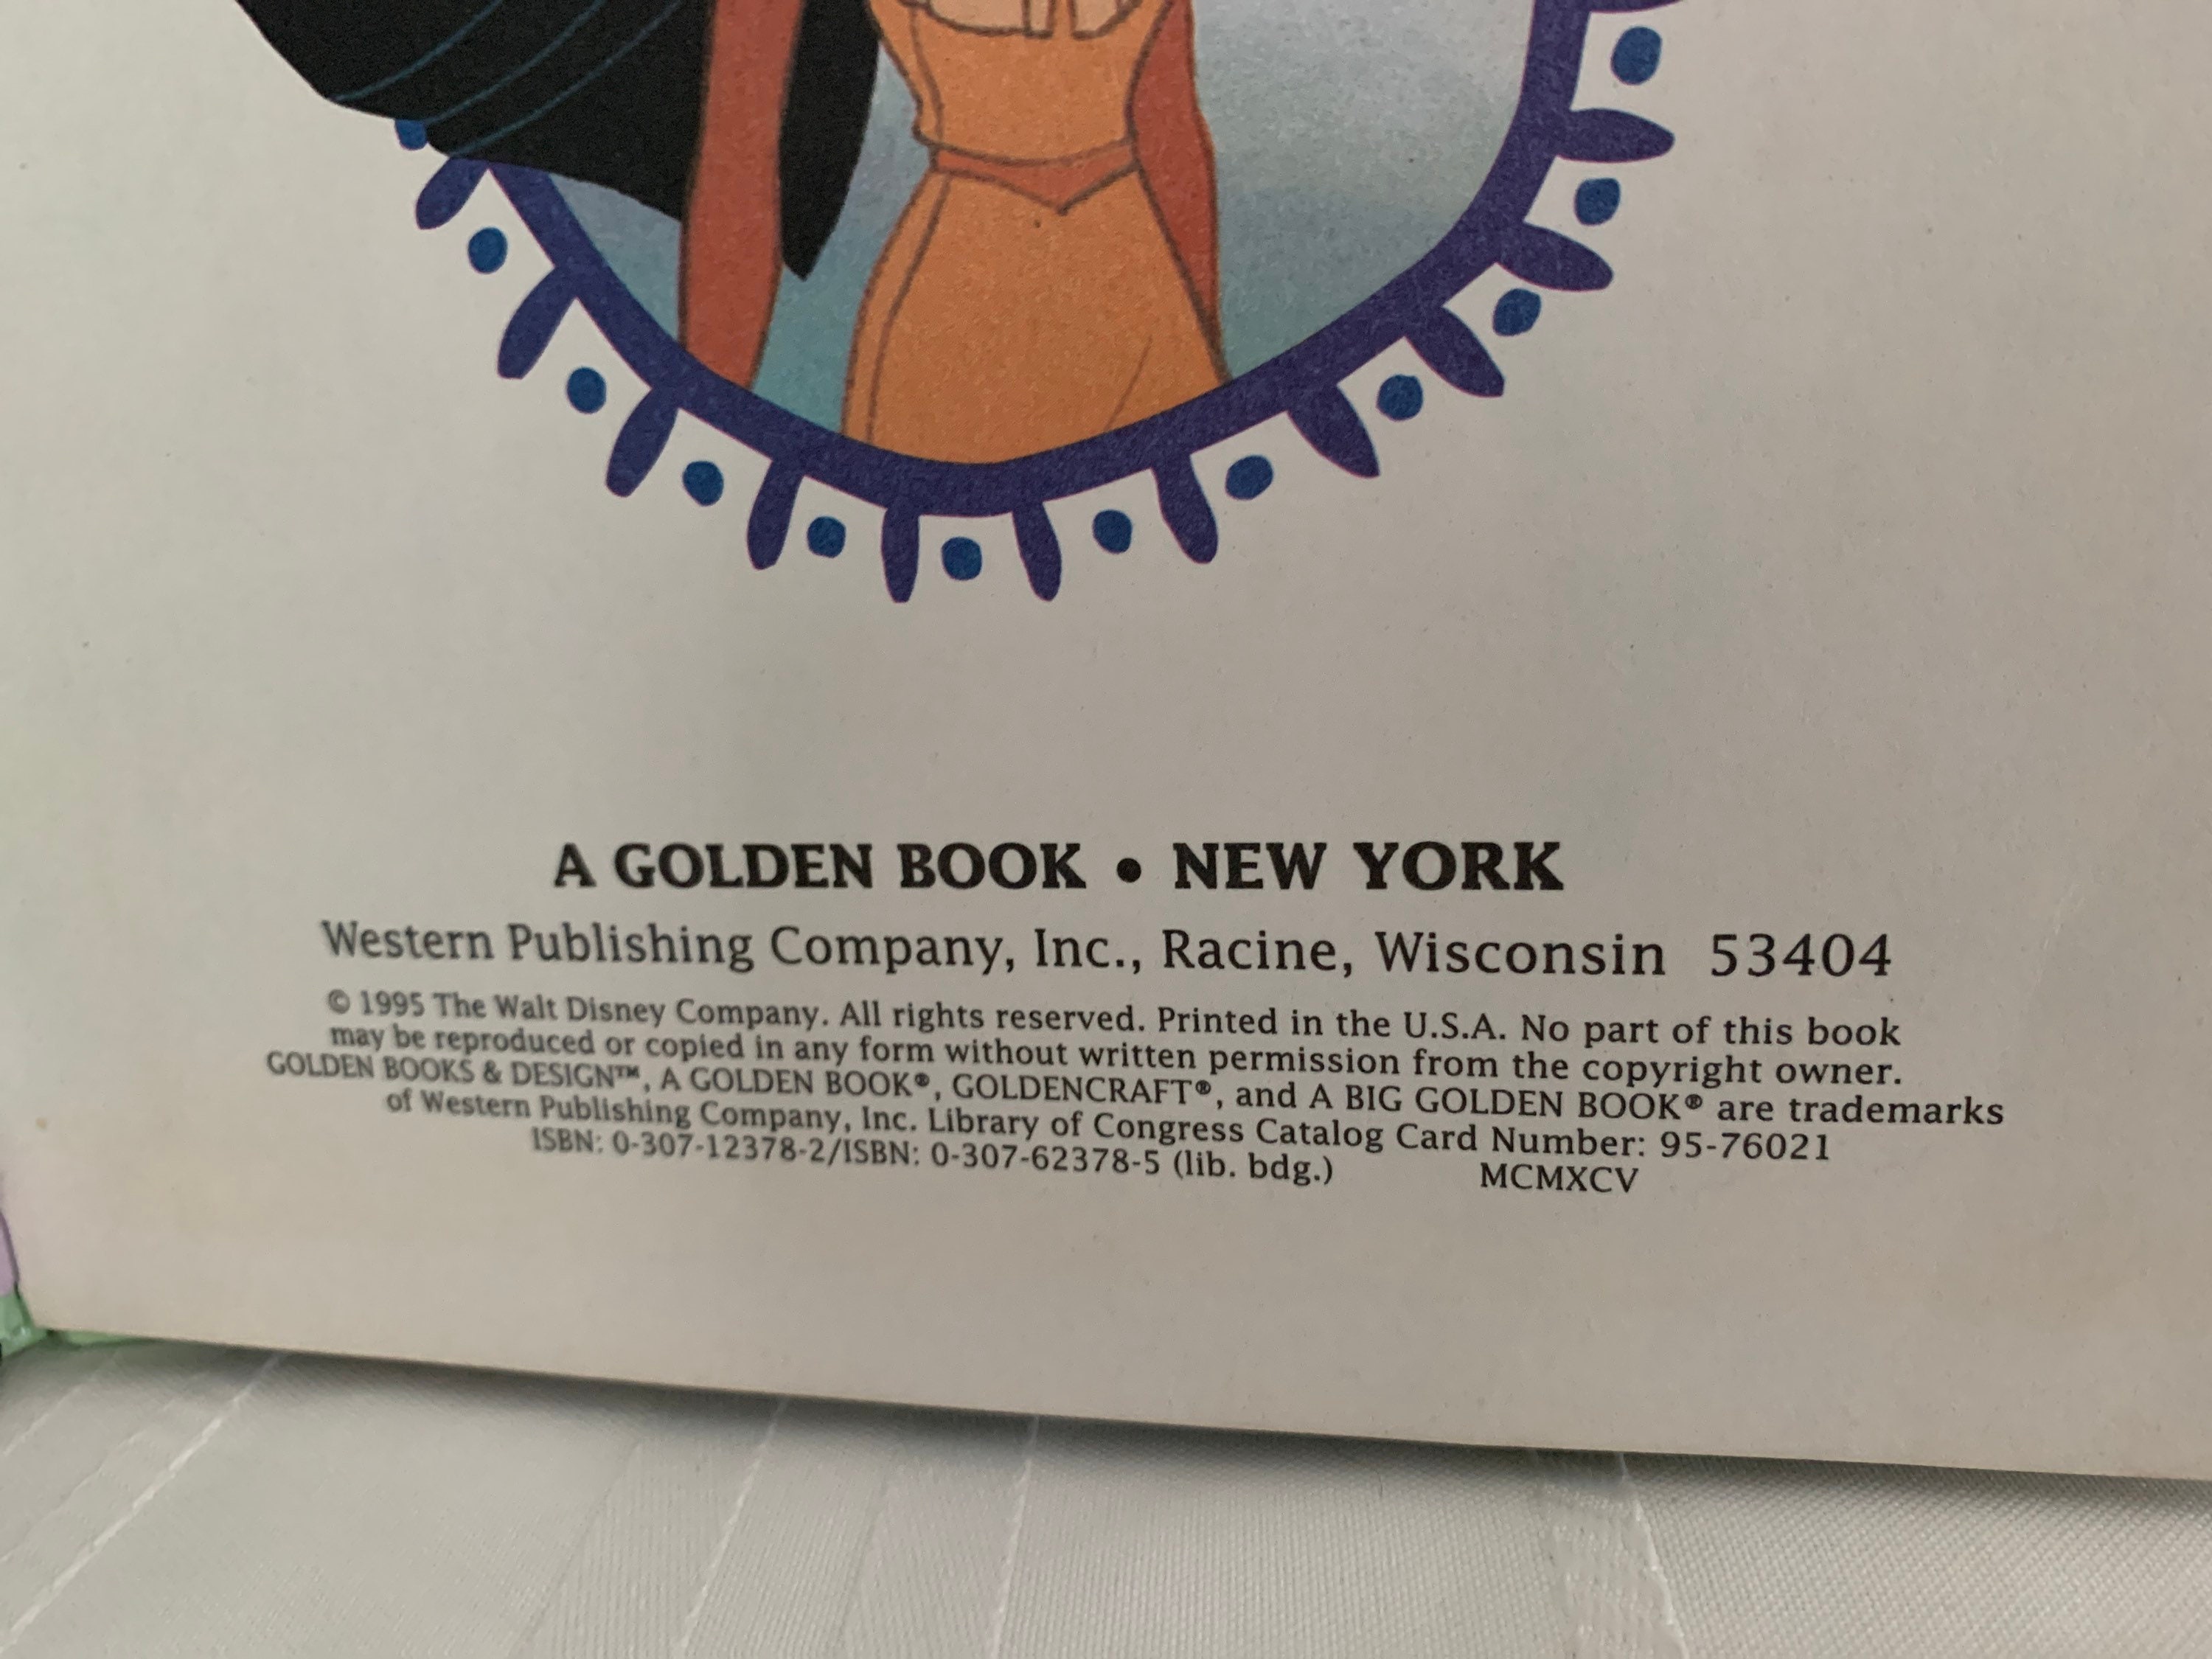 A GOLDEN BOOK • NEW YORK
Western Publishing Company, Inc., Racine, Wisconsin 53404
© 1995 The Walt Disney Company. All rights reserved. Printed in the U.S.A. No part of this book
may be reproduced or copied in any form without written permission from the copyright owner.
GOLDEN BOOKS & DESIGN™, A GOLDEN BOOK®, GOLDENCRAFT®, and A BIG GOLDEN BOOK® are trademarks
of Western Publishing Company, Inc. Library of Congress Catalog Card Number: 95-76021
ISBN: 0-307-12378-2/ISBN: 0-307-62378-5 (lib. bdg.) MCMXCV